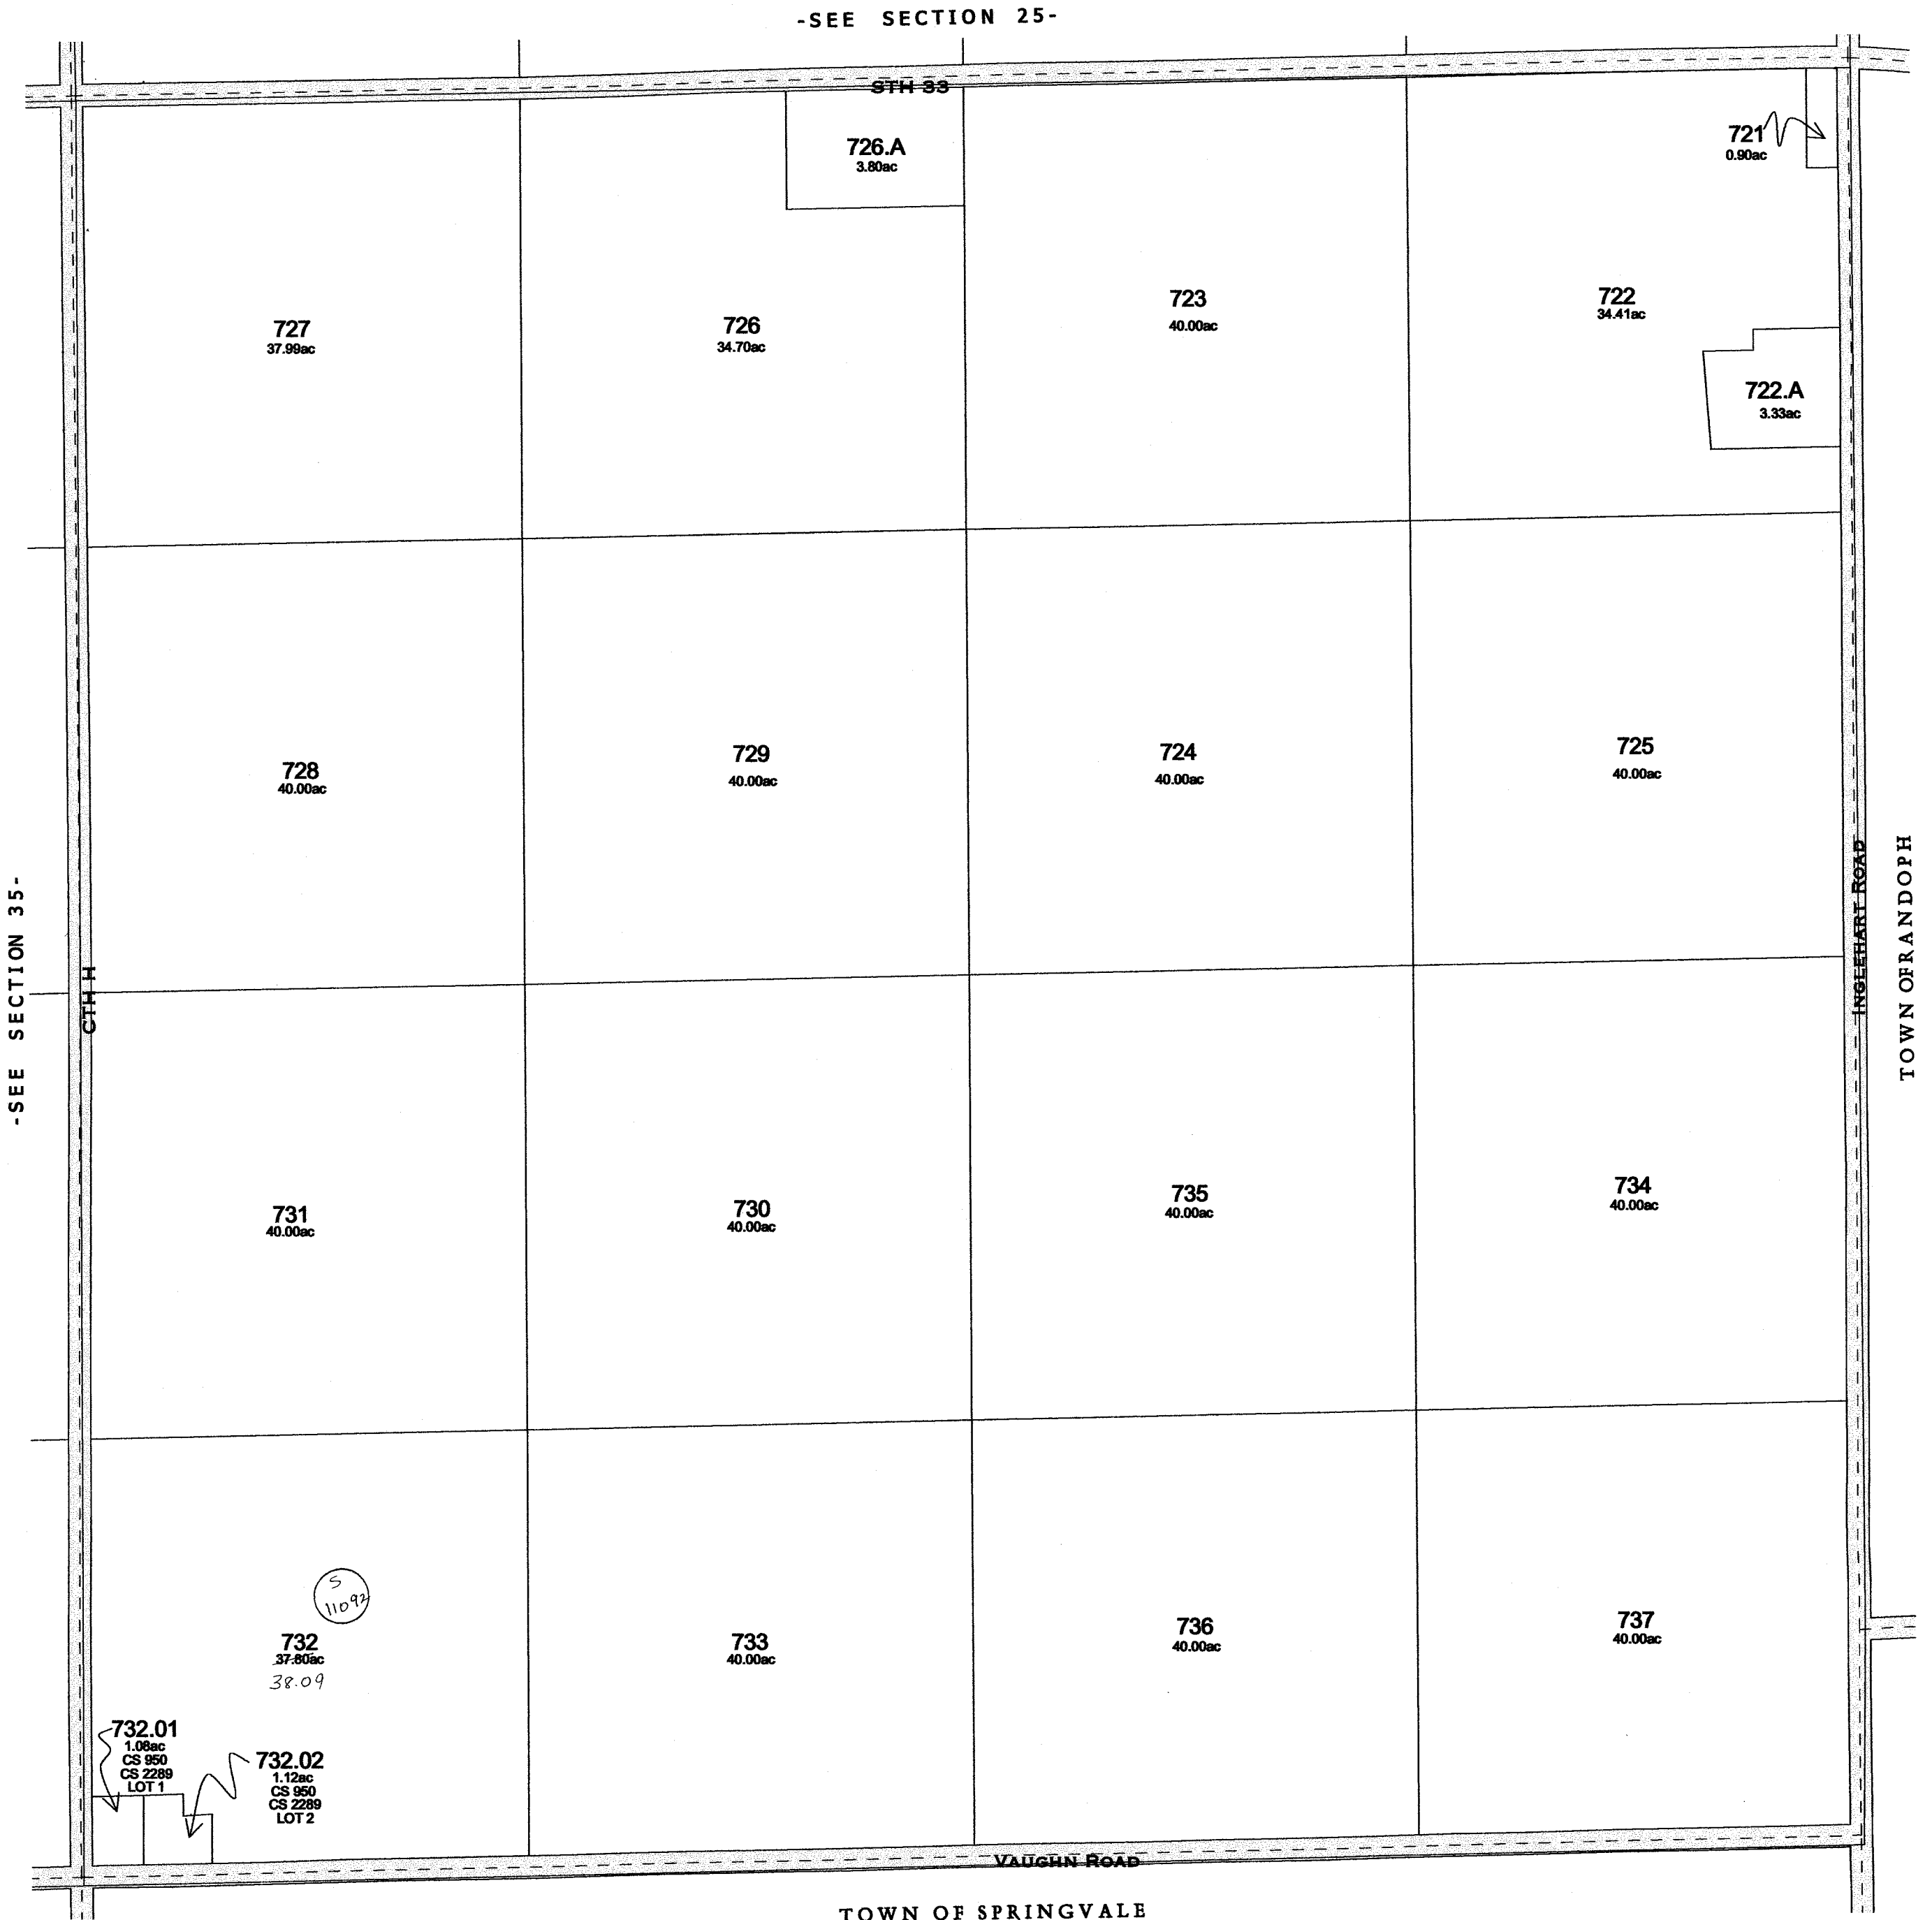 -SEE SECTION 25-
STH 33
726.A
3.80ac
721
0.90ac
727
37.99ac
726
34.70ac
723
40.00ac
722
34.41ac
722.A
3.33ac
728
40.00ac
729
40.00ac
724
40.00ac
725
40.00ac
-SEE SECTION 35-
CTH H
INGLEHART ROAD
TOWN OF RANDOPH
731
40.00ac
730
40.00ac
735
40.00ac
734
40.00ac
S
11092
732
37.80ac
38.09
733
40.00ac
736
40.00ac
737
40.00ac
732.01
1.08ac
CS 950
CS 2289
LOT 1
732.02
1.12ac
CS 950
CS 2289
LOT 2
VAUGHN ROAD
TOWN OF SPRINGVALE